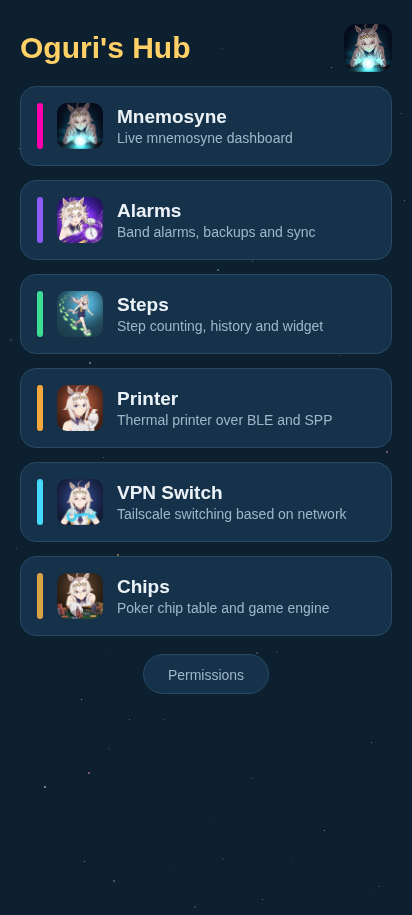 Oguri's Hub
Mnemosyne
Live mnemosyne dashboard
Alarms
Band alarms, backups and sync
Steps
Step counting, history and widget
Printer
Thermal printer over BLE and SPP
VPN Switch
Tailscale switching based on network
Chips
Poker chip table and game engine
Permissions